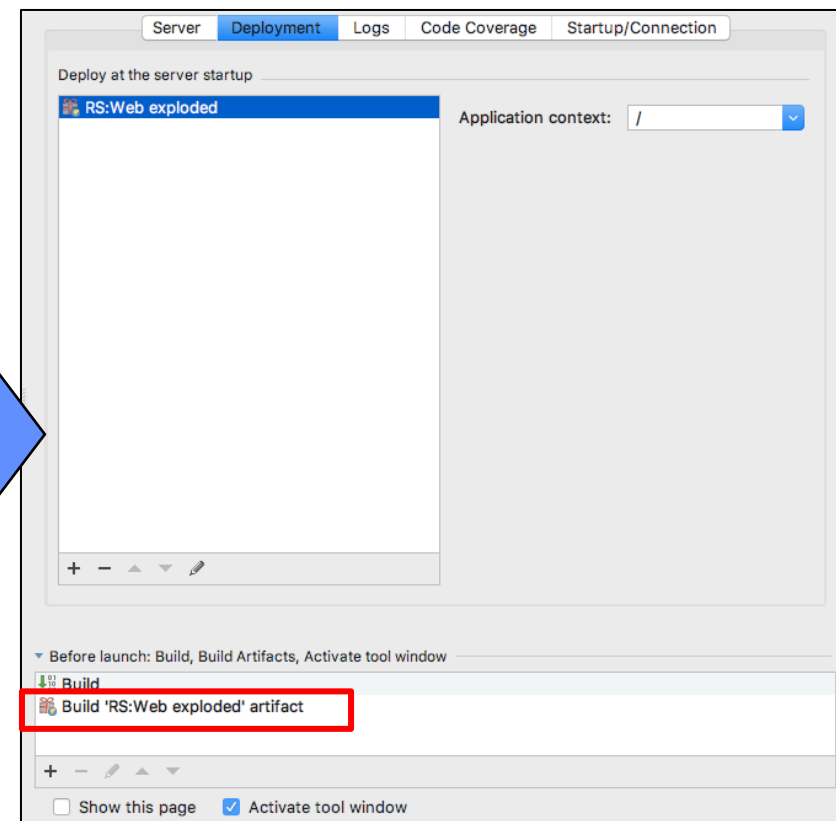 Server Deployment Logs Code Coverage Startup/Connection
Deploy at the server startup
RS:Web exploded
Application context: /
Before launch: Build, Build Artifacts, Activate tool window
Build
Build 'RS:Web exploded' artifact
Show this page Activate tool window